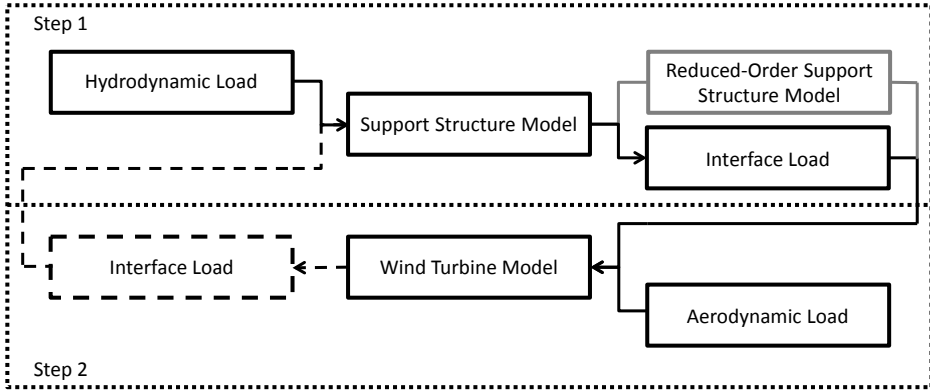 Step 1
Hydrodynamic Load
Reduced-Order Support
Structure Model
Support Structure Model
Interface Load
Interface Load
Wind Turbine Model
Aerodynamic Load
Step 2